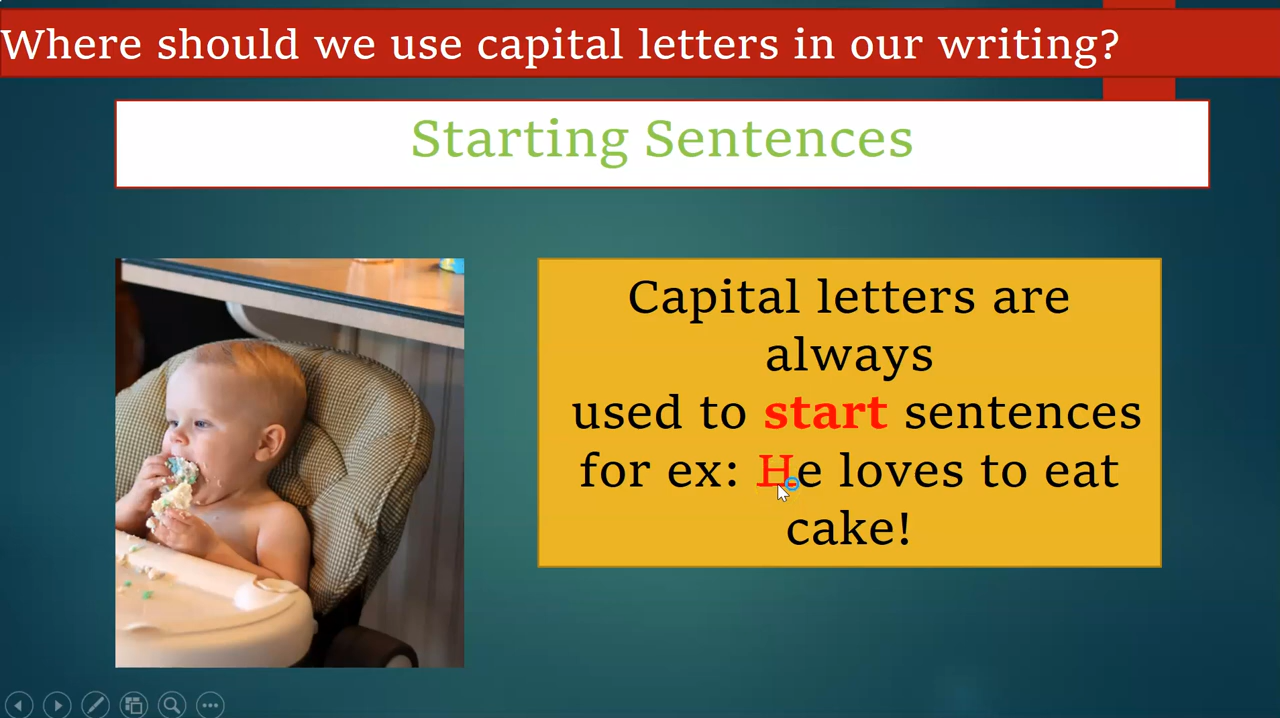 Where should we use capital letters in our writing?
Starting Sentences
Capital letters are
always
used to start sentences
for ex: He loves to eat
cake!